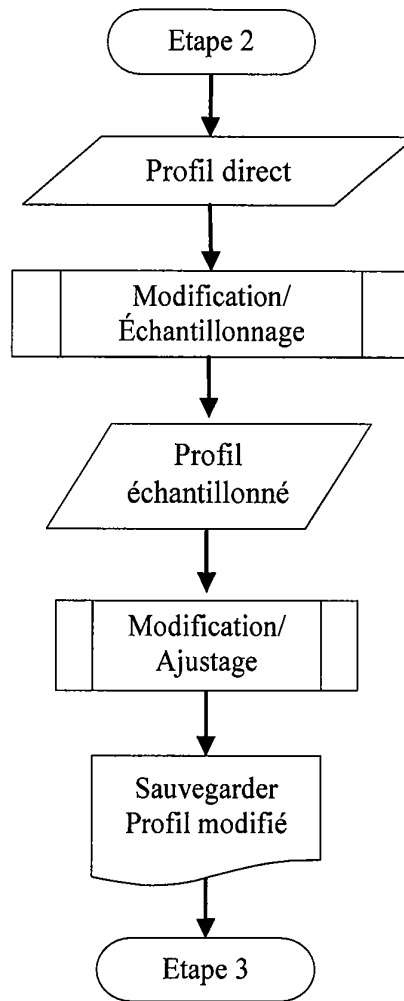 Etape 2
Profil direct
Modification/
Échantillonnage
Profil
échantillonné
Modification/
Ajustage
Sauvegarder
Profil modifié
Etape 3